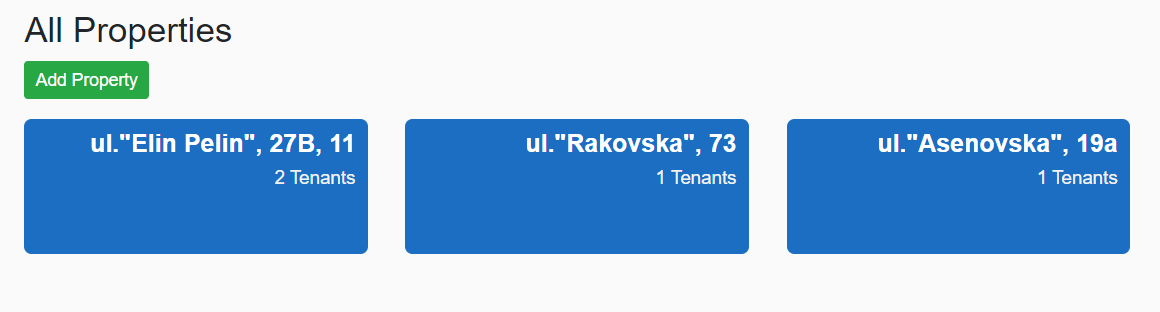 All Properties
Add Property
ul."Elin Pelin", 27B, 11
2 Tenants
ul."Rakovska", 73
1 Tenants
ul."Asenovska", 19a
1 Tenants